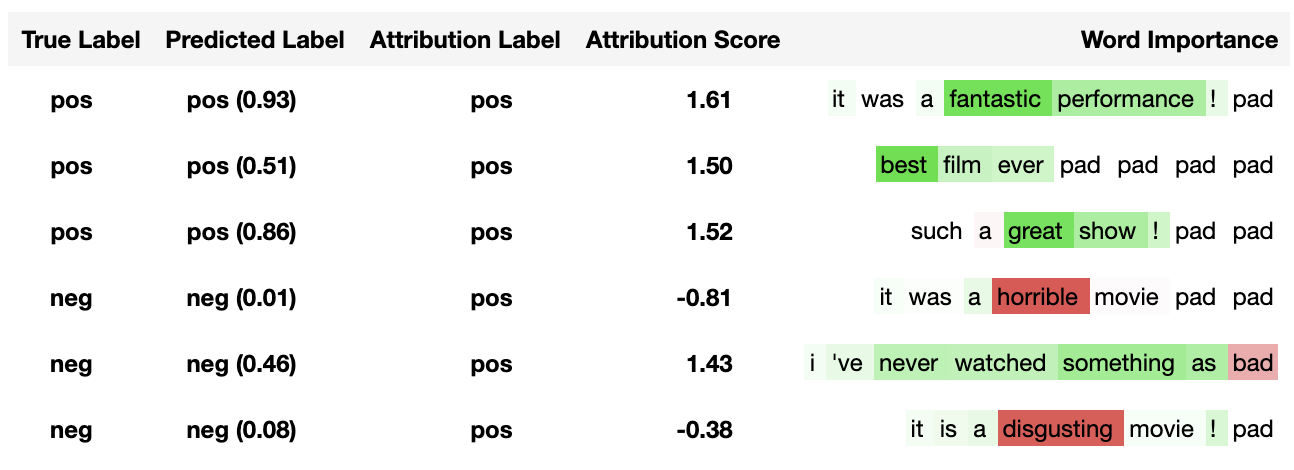 True Label Predicted Label Attribution Label Attribution Score Word Importance
pos pos (0.93) pos 1.61 it was a fantastic performance ! pad
pos pos (0.51) pos 1.50 best film ever pad pad pad pad
pos pos (0.86) pos 1.52 such a great show ! pad pad
neg neg (0.01) pos -0.81 it was a horrible movie pad pad
neg neg (0.46) pos 1.43 i 've never watched something as bad
neg neg (0.08) pos -0.38 it is a disgusting movie ! pad